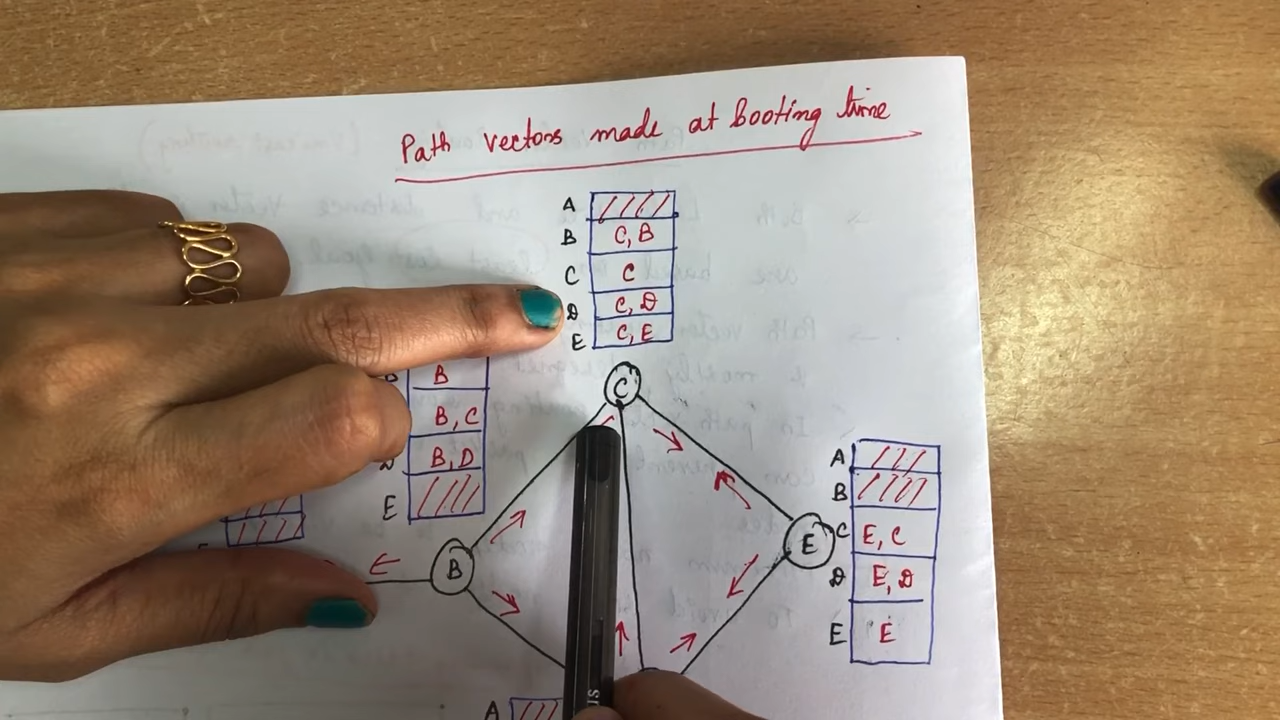 Path vectors made at Booting time
A
B C, B
C C
D C, D
E C, E
B B
B, C
D B, D
E
C
A
B
C E, C
D E, D
E E
B
E
A